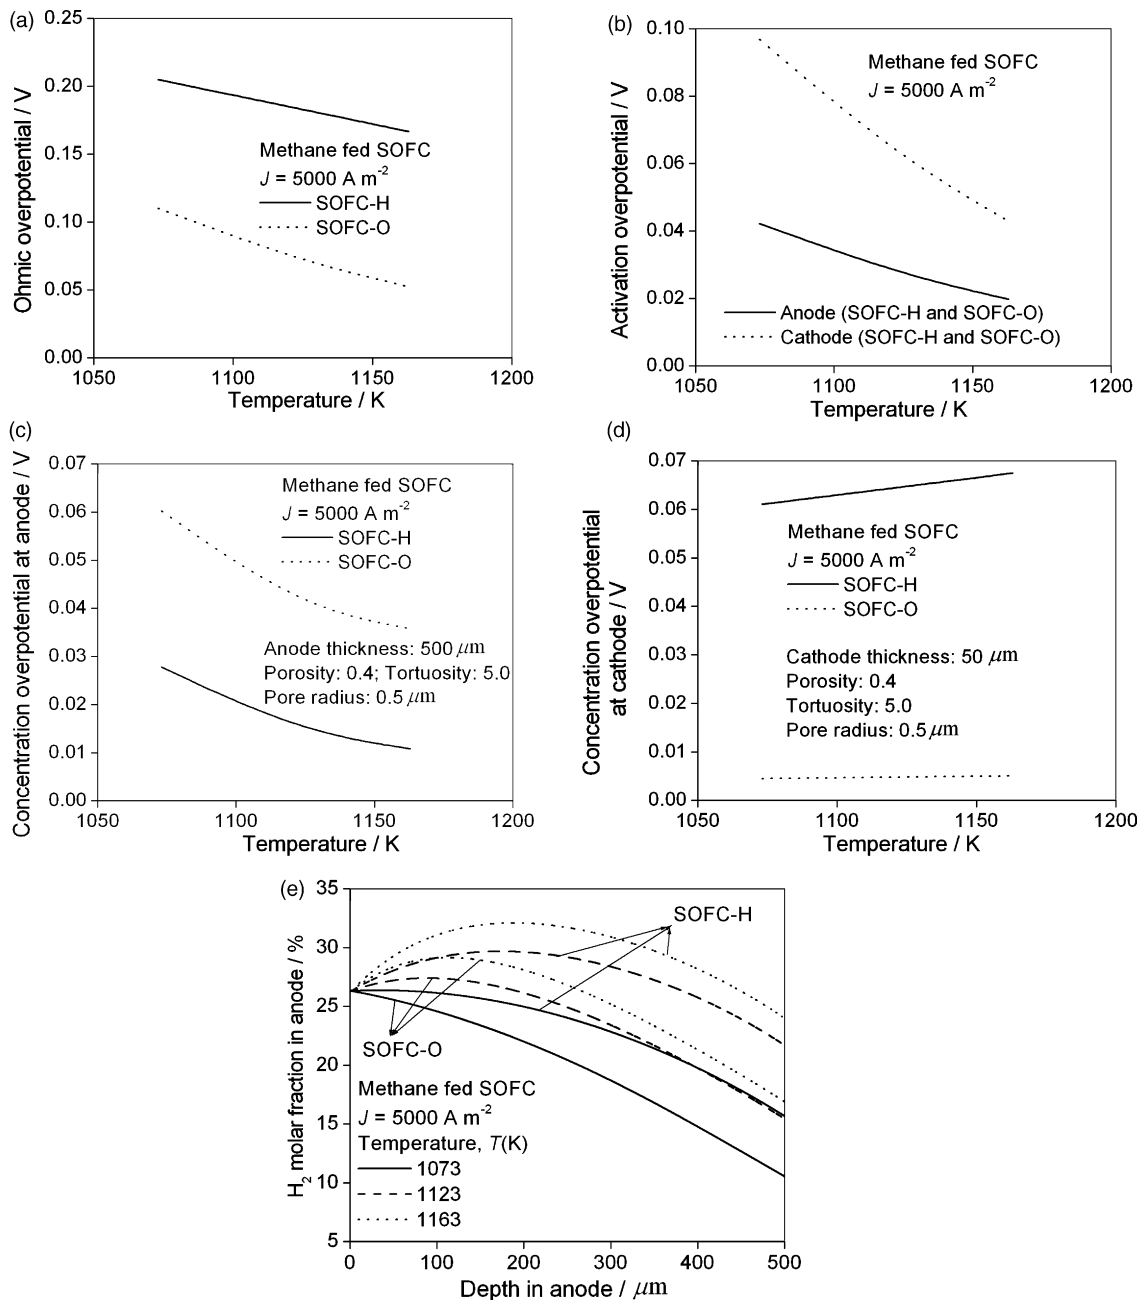 (a)
0.25
0.20
0.15
0.10
0.05
0.00
Ohmic overpotential / V
Methane fed SOFC
J = 5000 A m⁻²
SOFC-H
SOFC-O
1050
1100
1150
1200
Temperature / K
(b)
0.10
0.08
0.06
0.04
0.02
0.00
Activation overpotential / V
Methane fed SOFC
J = 5000 A m⁻²
Anode (SOFC-H and SOFC-O)
Cathode (SOFC-H and SOFC-O)
1050
1100
1150
1200
Temperature / K
(c)
0.07
0.06
0.05
0.04
0.03
0.02
0.01
0.00
Concentration overpotential at anode / V
Methane fed SOFC
J = 5000 A m⁻²
SOFC-H
SOFC-O
Anode thickness: 500 μm
Porosity: 0.4; Tortuosity: 5.0
Pore radius: 0.5 μm
1050
1100
1150
1200
Temperature / K
(d)
0.07
0.06
0.05
0.04
0.03
0.02
0.01
0.00
Concentration overpotential
at cathode / V
Methane fed SOFC
J = 5000 A m⁻²
SOFC-H
SOFC-O
Cathode thickness: 50 μm
Porosity: 0.4
Tortuosity: 5.0
Pore radius: 0.5 μm
1050
1100
1150
1200
Temperature / K
(e)
35
30
25
20
15
10
5
H₂ molar fraction in anode / %
SOFC-H
SOFC-O
Methane fed SOFC
J = 5000 A m⁻²
Temperature, T(K)
1073
1123
1163
0
100
200
300
400
500
Depth in anode / μm